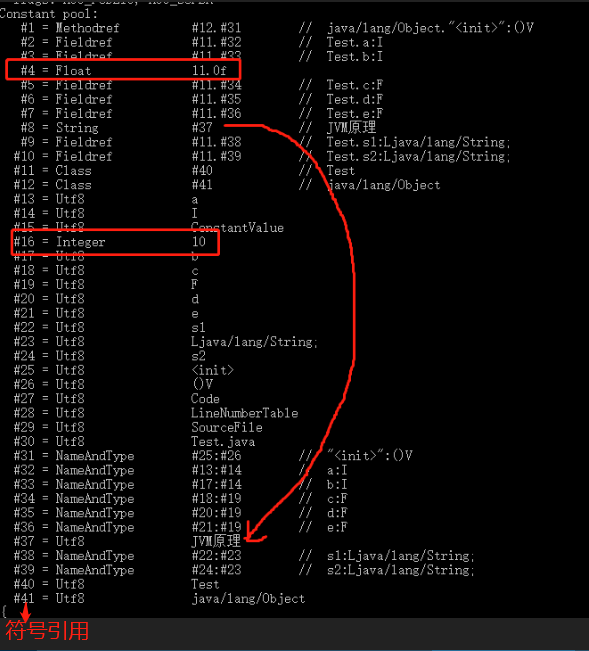 Constant pool:
#1 = Methodref #12.#31 // java/lang/Object."<init>":()V
#2 = Fieldref #11.#32 // Test.a:I
#3 = Fieldref #11.#33 // Test.b:I
#4 = Float 11.0f
#5 = Fieldref #11.#34 // Test.c:F
#6 = Fieldref #11.#35 // Test.d:F
#7 = Fieldref #11.#36 // Test.e:F
#8 = String #37 // JVM原理
#9 = Fieldref #11.#38 // Test.s1:Ljava/lang/String;
#10 = Fieldref #11.#39 // Test.s2:Ljava/lang/String;
#11 = Class #40 // Test
#12 = Class #41 // java/lang/Object
#13 = Utf8 a
#14 = Utf8 I
#15 = Utf8 ConstantValue
#16 = Integer 10
#17 = Utf8 b
#18 = Utf8 c
#19 = Utf8 F
#20 = Utf8 d
#21 = Utf8 e
#22 = Utf8 s1
#23 = Utf8 Ljava/lang/String;
#24 = Utf8 s2
#25 = Utf8 <init>
#26 = Utf8 ()V
#27 = Utf8 Code
#28 = Utf8 LineNumberTable
#29 = Utf8 SourceFile
#30 = Utf8 Test.java
#31 = NameAndType #25:#26 // "<init>":()V
#32 = NameAndType #13:#14 // a:I
#33 = NameAndType #17:#14 // b:I
#34 = NameAndType #18:#19 // c:F
#35 = NameAndType #20:#19 // d:F
#36 = NameAndType #21:#19 // e:F
#37 = Utf8 JVM原理
#38 = NameAndType #22:#23 // s1:Ljava/lang/String;
#39 = NameAndType #24:#23 // s2:Ljava/lang/String;
#40 = Utf8 Test
#41 = Utf8 java/lang/Object
{
符号引用